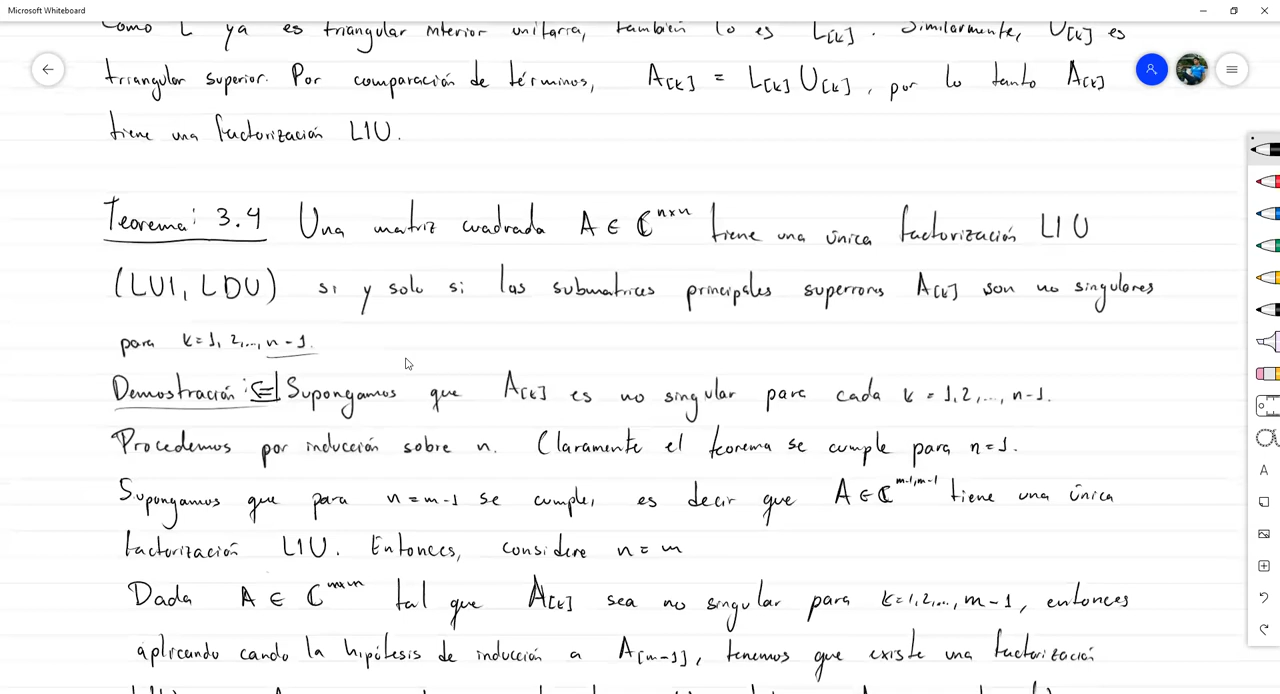 Microsoft Whiteboard
Como L ya es triangular inferior unitaria, también lo es L[k]. Similarmente, U[k] es
triangular superior. Por comparación de términos, A[k] = L[k] U[k], por lo tanto A[k]
tiene una factorización L1U.
Teorema: 3.4 Una matriz cuadrada A ∈ ℂ^{n×n} tiene una única factorización L1U
(LU1, LDU) si y solo si las submatrices principales superiores A[k] son no singulares
para k=1,2,...,n-1.
Demostración: ⇐| Supongamos que A[k] es no singular para cada k = 1,2,...,n-1.
Procedemos por inducción sobre n. Claramente el teorema se cumple para n=1.
Supongamos que para n=m-1 se cumple, es decir que A ∈ ℂ^{m-1,m-1} tiene una única
factorización L1U. Entonces, considere n=m
Dada A ∈ ℂ^{m×m} tal que A[k] sea no singular para k=1,2,...,m-1, entonces
aplicando cando la hipótesis de inducción a A[m-1], tenemos que existe una factorización
A